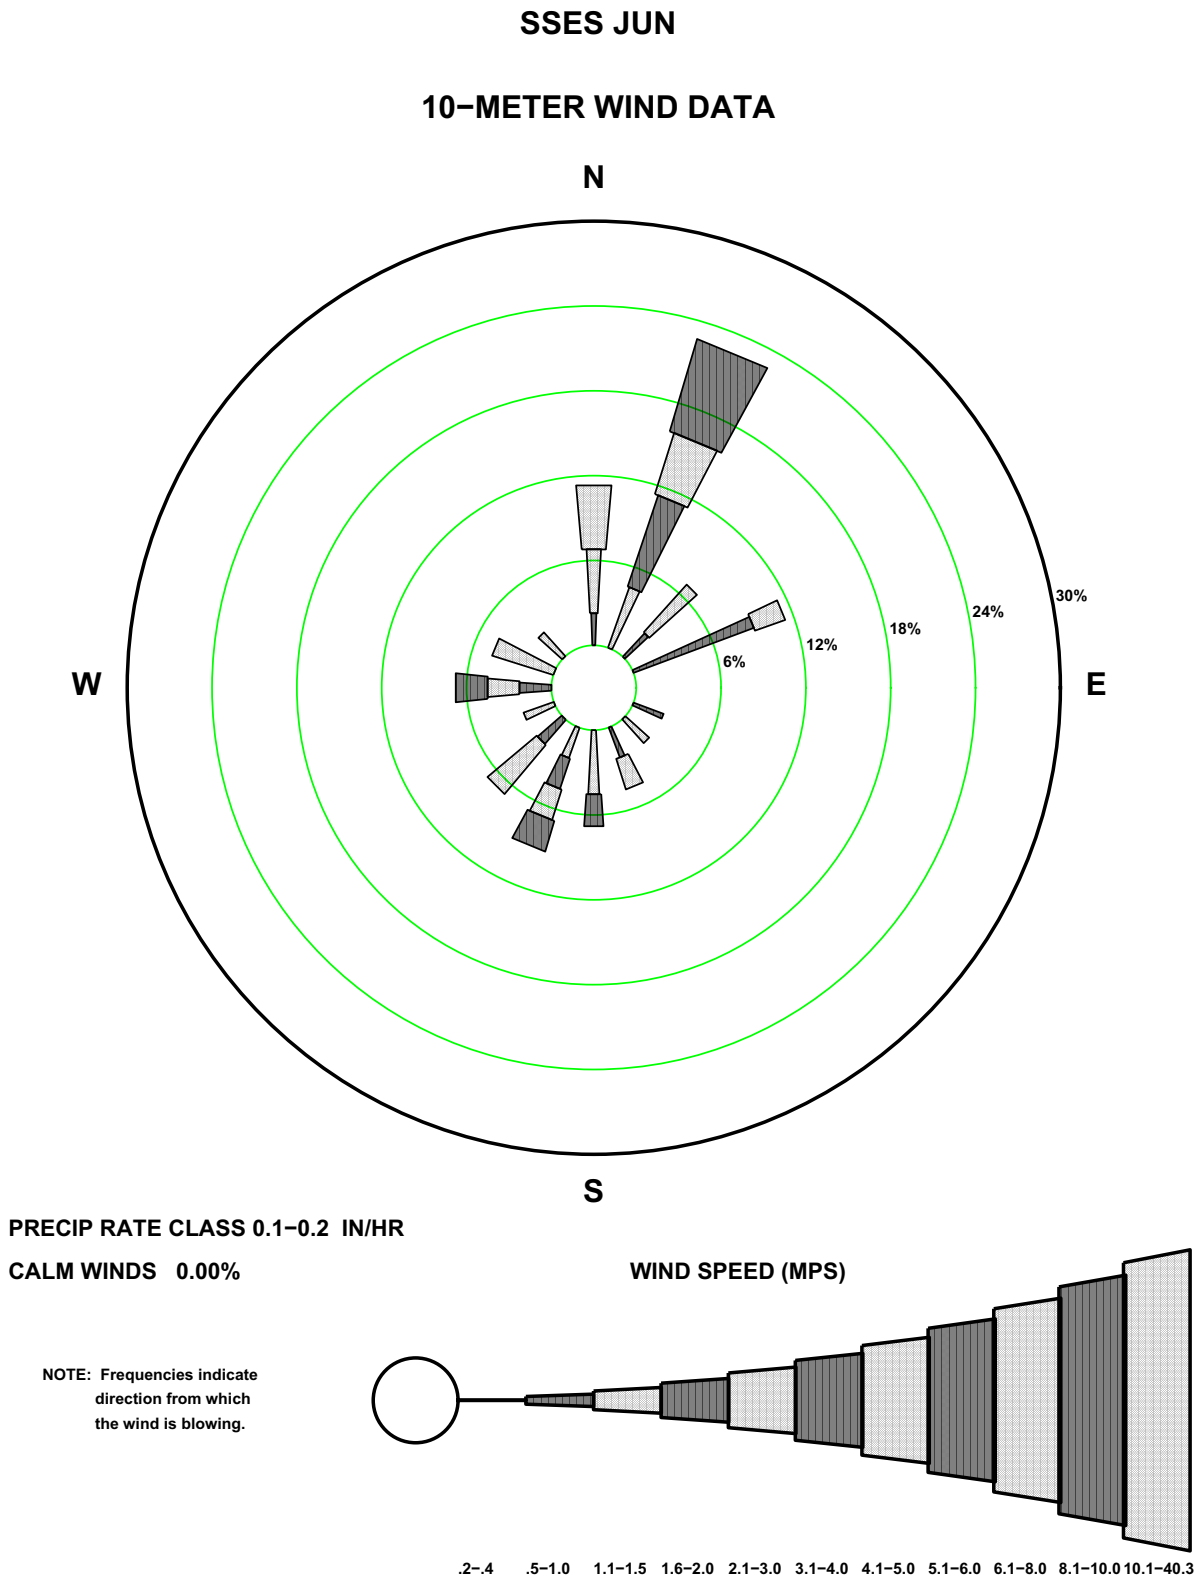 SSES JUN
10−METER WIND DATA
N
30%
24%
18%
12%
6%
W
E
S
PRECIP RATE CLASS 0.1−0.2 IN/HR
CALM WINDS 0.00%
WIND SPEED (MPS)
NOTE: Frequencies indicate
direction from which
the wind is blowing.
.2−.4 .5−1.0 1.1−1.5 1.6−2.0 2.1−3.0 3.1−4.0 4.1−5.0 5.1−6.0 6.1−8.0 8.1−10.0 10.1−40.3